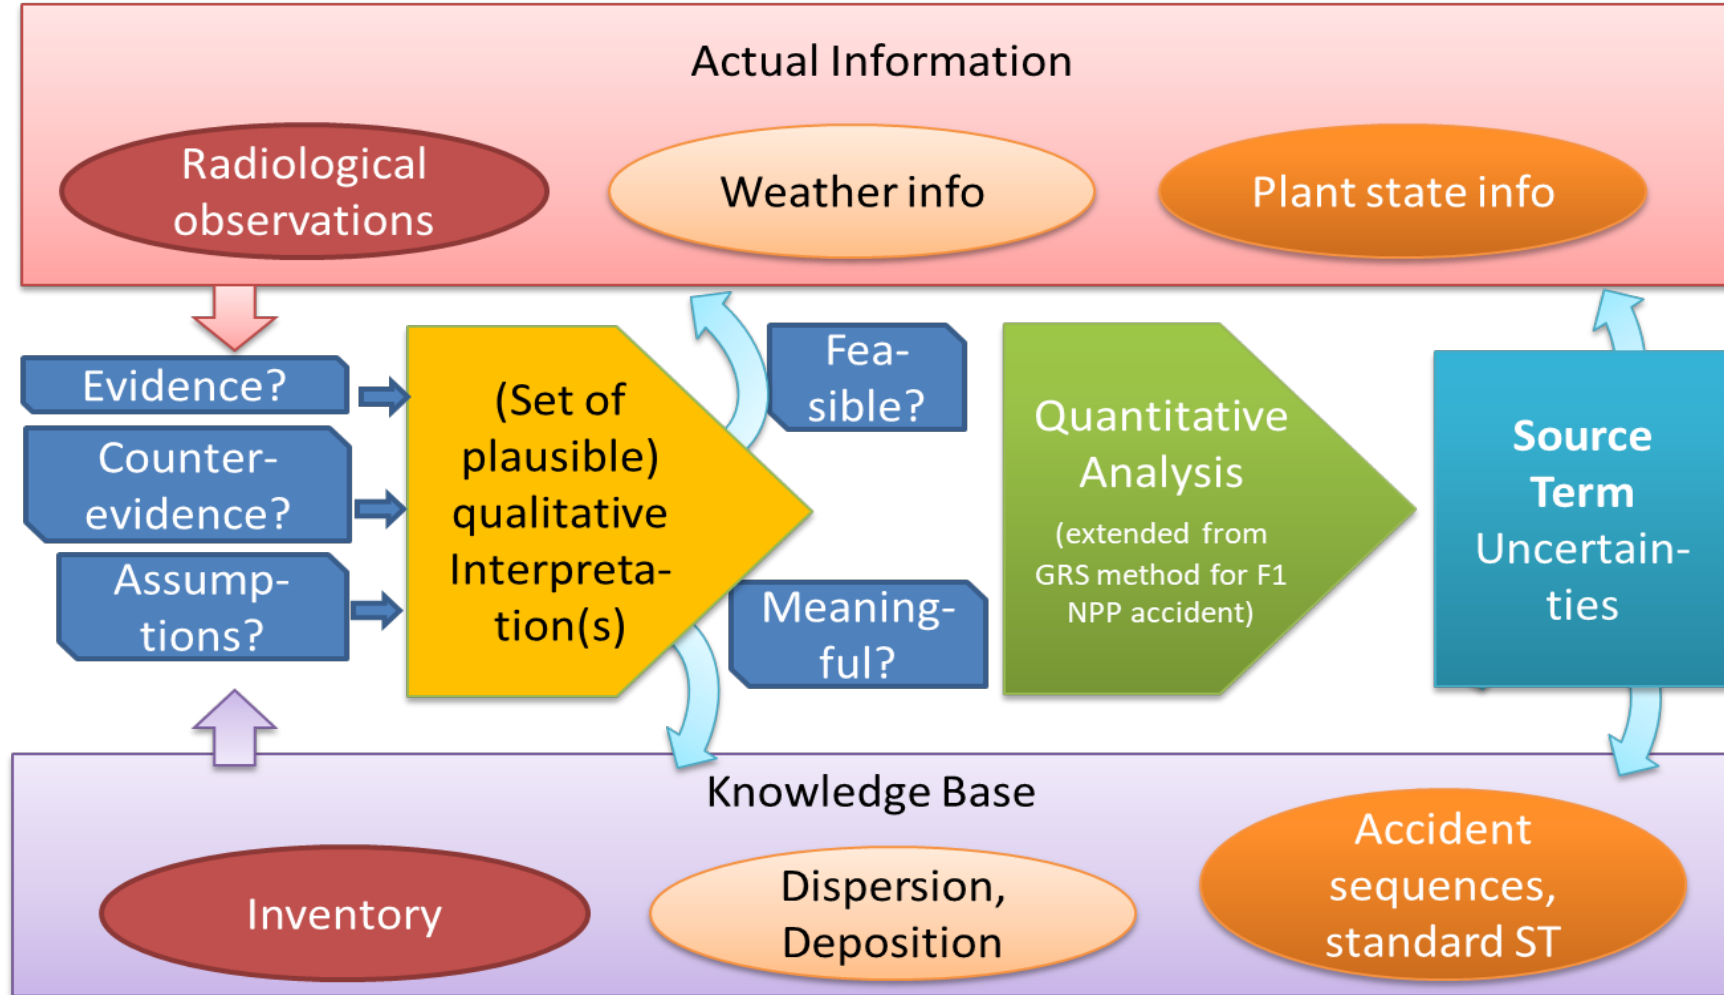 Actual Information
Radiological
observations
Weather info
Plant state info
Evidence?
Counter-
evidence?
Assump-
tions?
(Set of
plausible)
qualitative
Interpreta-
tion(s)
Fea-
sible?
Meaning-
ful?
Quantitative
Analysis
(extended from
GRS method for F1
NPP accident)
Source
Term
Uncertain-
ties
Knowledge Base
Inventory
Dispersion,
Deposition
Accident
sequences,
standard ST